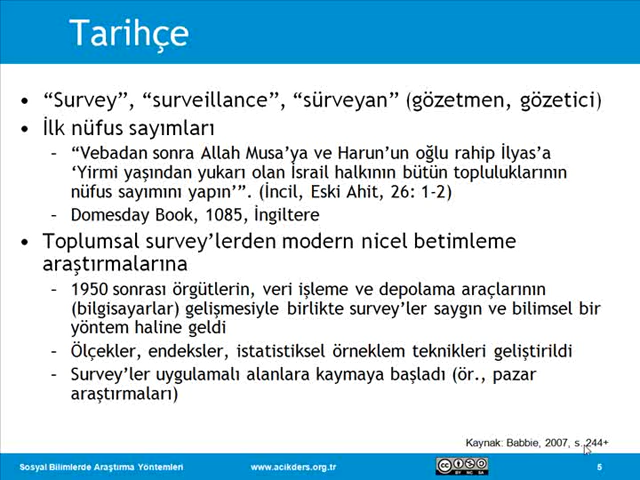 Tarihçe
• “Survey”, “surveillance”, “sürveyan” (gözetmen, gözetici)
• İlk nüfus sayımları
– “Vebadan sonra Allah Musa’ya ve Harun’un oğlu rahip İlyas’a
‘Yirmi yaşından yukarı olan İsrail halkının bütün topluluklarının
nüfus sayımını yapın’”. (İncil, Eski Ahit, 26: 1-2)
– Domesday Book, 1085, İngiltere
• Toplumsal survey’lerden modern nicel betimleme
araştırmalarına
– 1950 sonrası örgütlerin, veri işleme ve depolama araçlarının
(bilgisayarlar) gelişmesiyle birlikte survey’ler saygın ve bilimsel bir
yöntem haline geldi
– Ölçekler, endeksler, istatistiksel örneklem teknikleri geliştirildi
– Survey’ler uygulamalı alanlara kaymaya başladı (ör., pazar
araştırmaları)
Kaynak: Babbie, 2007, s. 244+
Sosyal Bilimlerde Araştırma Yöntemleri www.acikders.org.tr cc BY NC SA 5